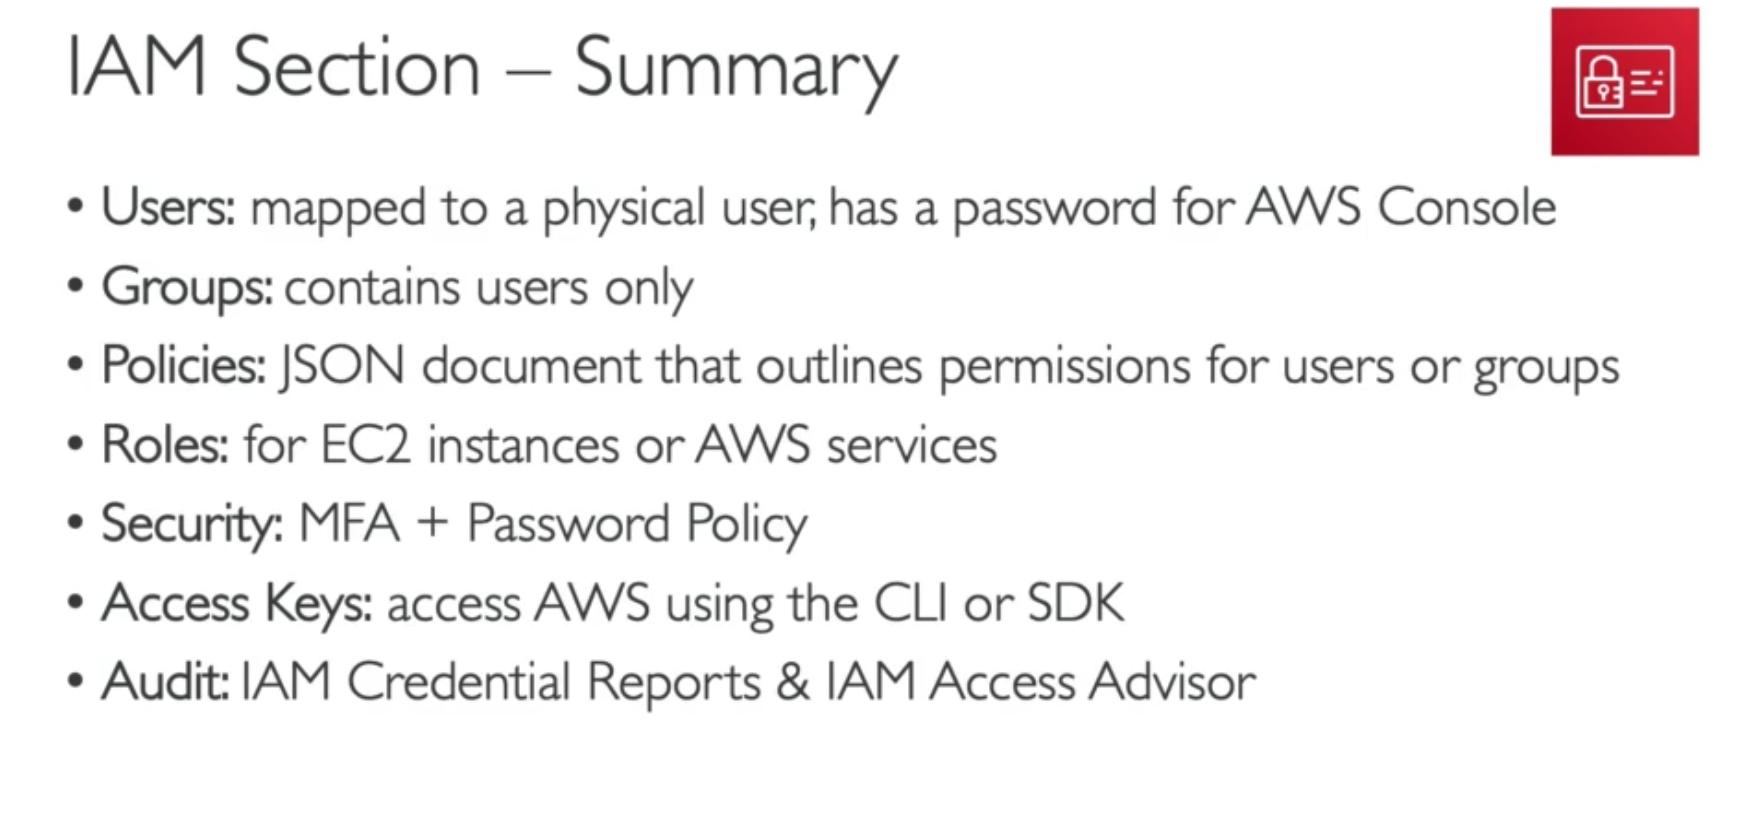 IAM Section – Summary
• Users: mapped to a physical user, has a password for AWS Console
• Groups: contains users only
• Policies: JSON document that outlines permissions for users or groups
• Roles: for EC2 instances or AWS services
• Security: MFA + Password Policy
• Access Keys: access AWS using the CLI or SDK
• Audit: IAM Credential Reports & IAM Access Advisor